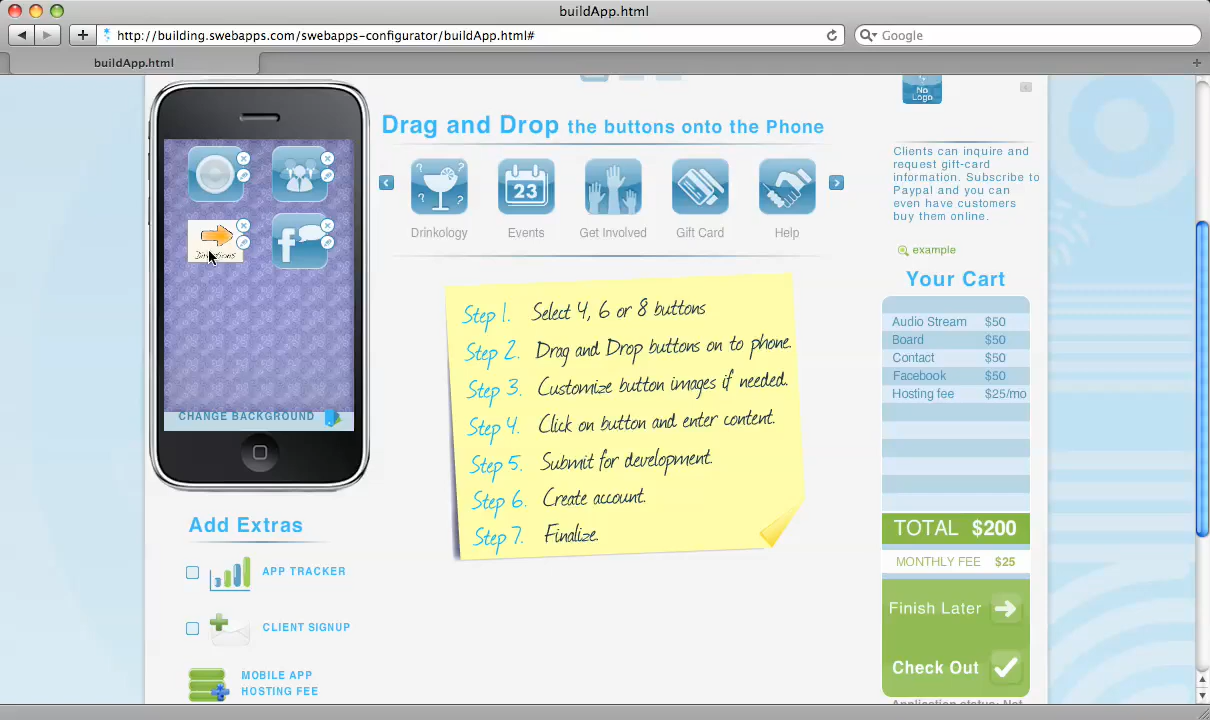 buildApp.html
http://building.swebapps.com/swebapps-configurator/buildApp.html#
Google
buildApp.html
No
Logo
Drag and Drop the buttons onto the Phone
Clients can inquire and
request gift-card
information. Subscribe to
Paypal and you can
even have customers
buy them online.
23
Drinkology
Events
Get Involved
Gift Card
Help
example
Directions
Your Cart
Step 1. Select 4, 6 or 8 buttons
Step 2. Drag and Drop buttons on to phone.
Step 3. Customize button images if needed.
Step 4. Click on button and enter content.
Step 5. Submit for development.
Step 6. Create account.
Step 7. Finalize.
Audio Stream $50
Board $50
Contact $50
Facebook $50
Hosting fee $25/mo
CHANGE BACKGROUND
TOTAL $200
MONTHLY FEE $25
Finish Later
Check Out
Application status: Not
Add Extras
APP TRACKER
CLIENT SIGNUP
MOBILE APP
HOSTING FEE